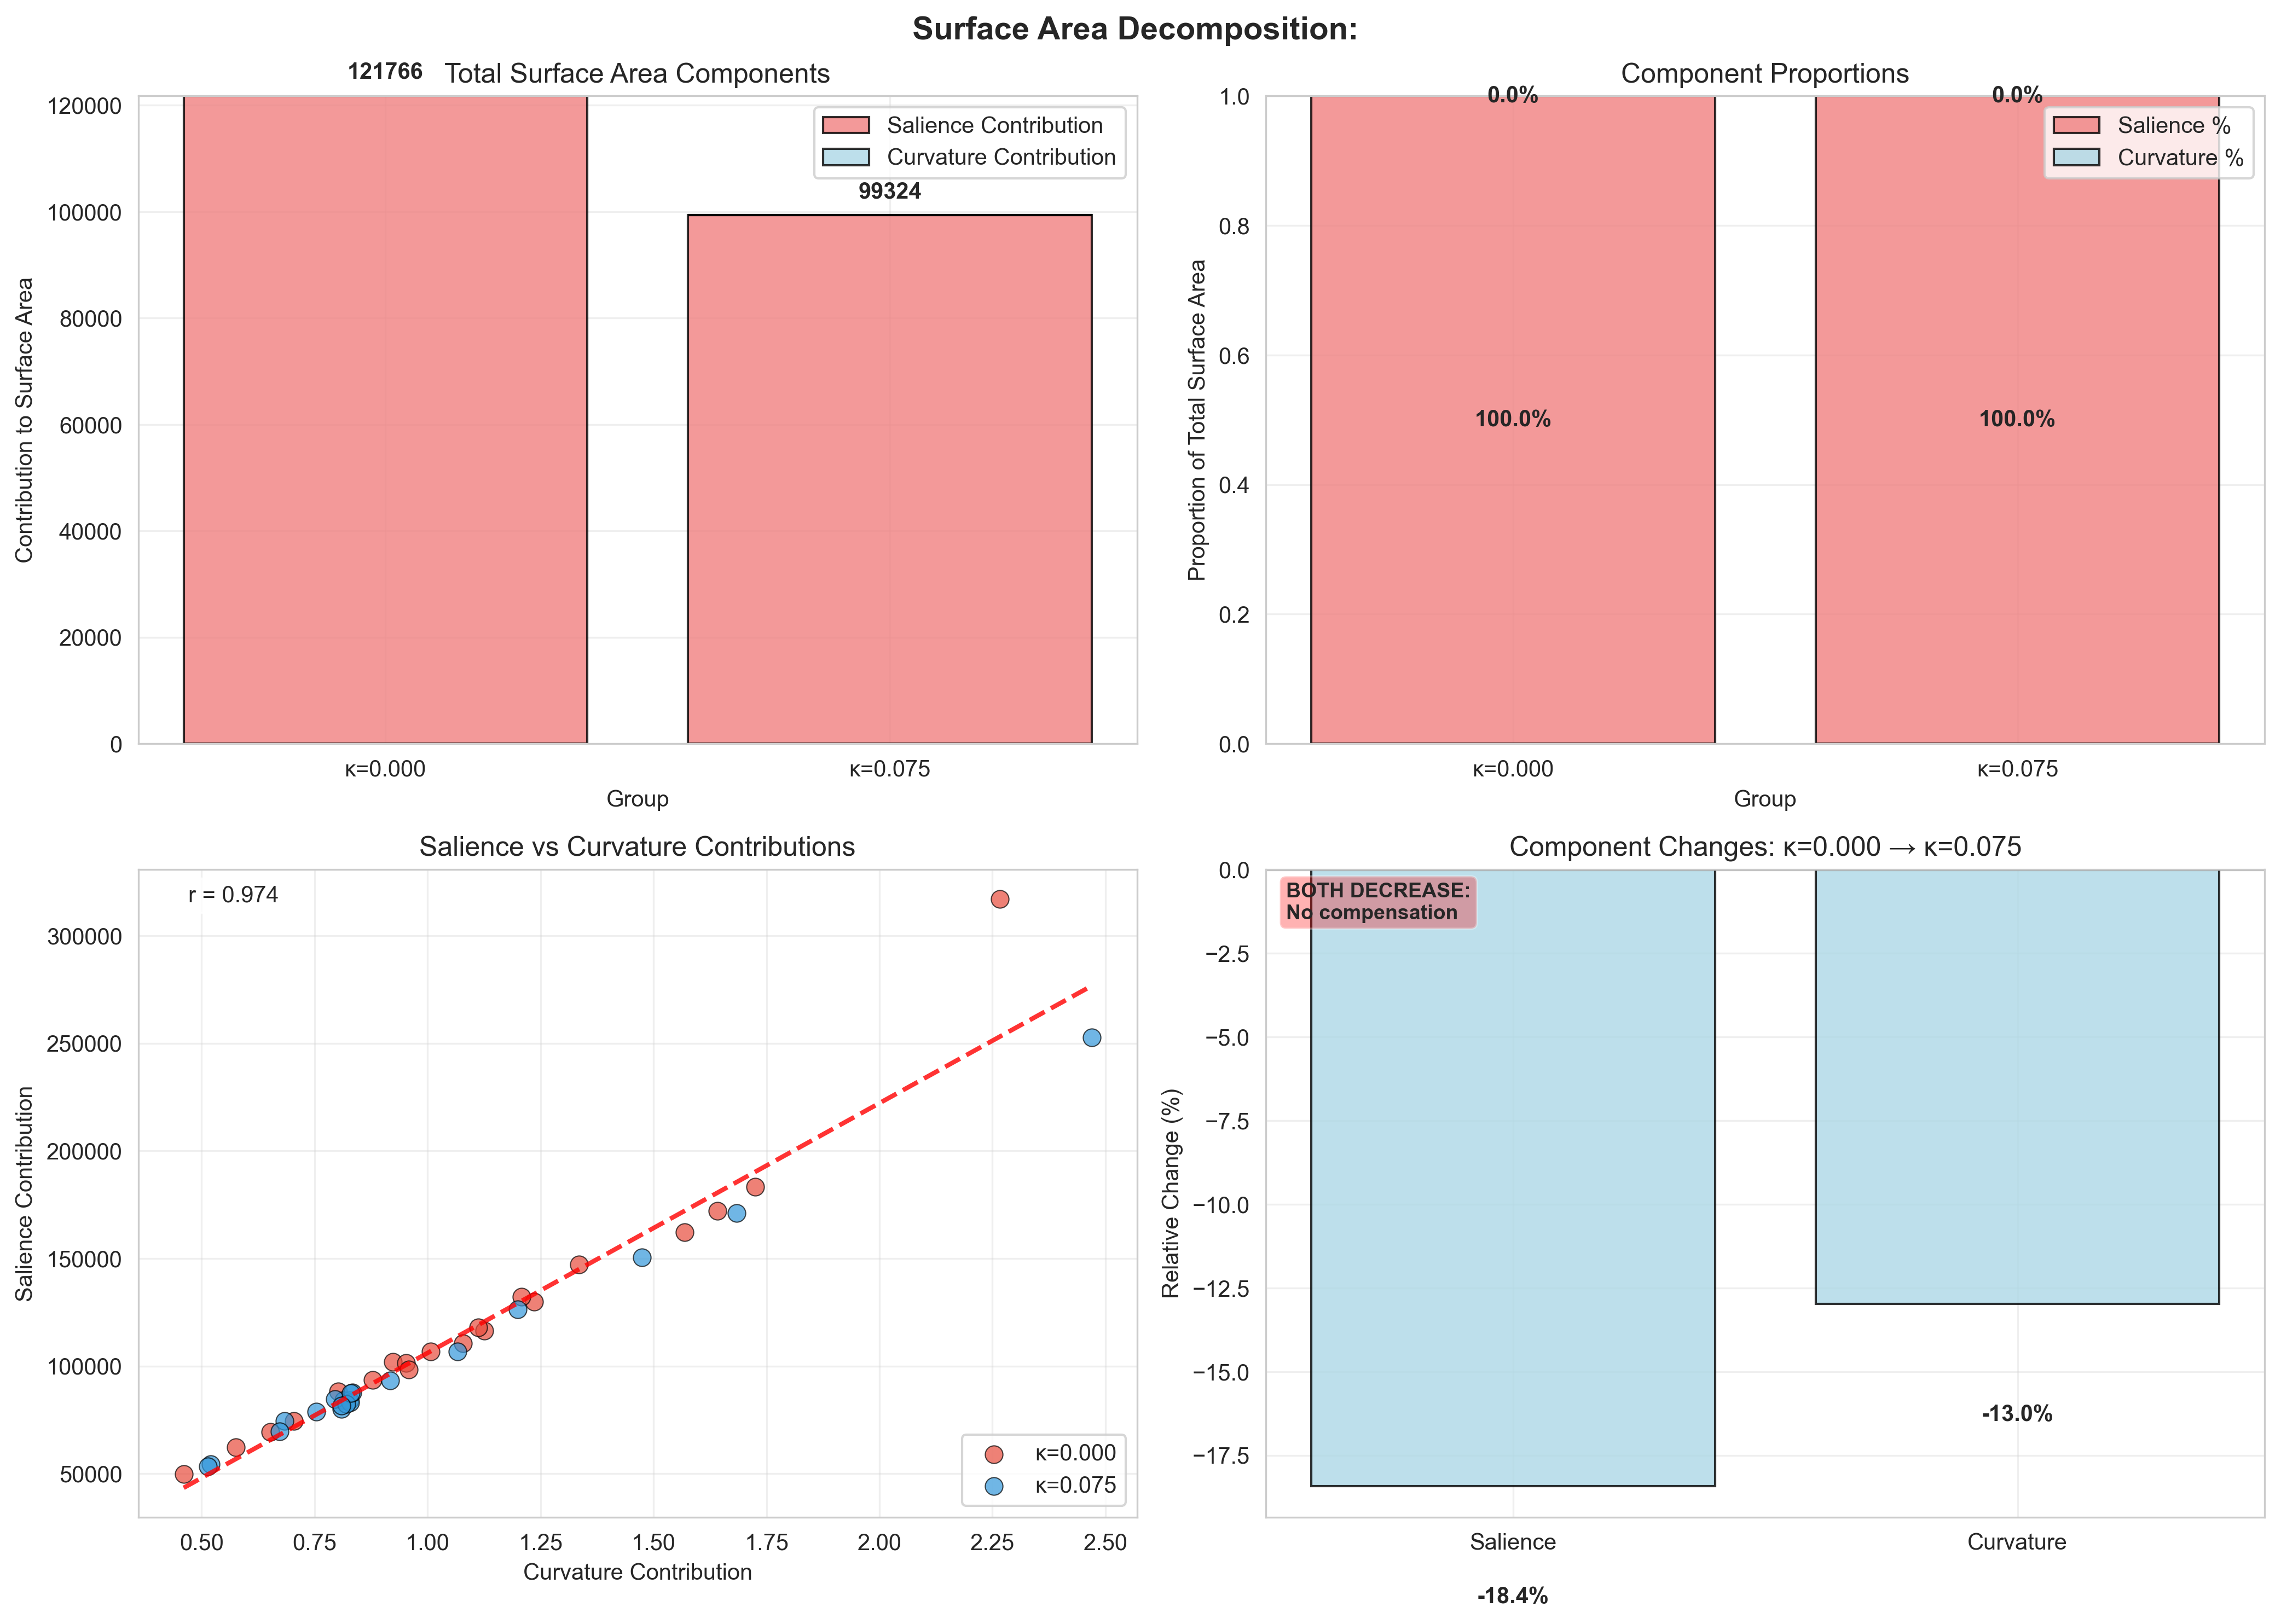 Surface Area Decomposition:
121766
Total Surface Area Components
120000
100000
80000
60000
40000
20000
0
Contribution to Surface Area
Salience Contribution
Curvature Contribution
99324
κ=0.000
κ=0.075
Group
Component Proportions
1.0
0.8
0.6
0.4
0.2
0.0
Proportion of Total Surface Area
0.0%
0.0%
Salience %
Curvature %
100.0%
100.0%
κ=0.000
κ=0.075
Group
Salience vs Curvature Contributions
r = 0.974
300000
250000
200000
150000
100000
50000
Salience Contribution
κ=0.000
κ=0.075
0.50
0.75
1.00
1.25
1.50
1.75
2.00
2.25
2.50
Curvature Contribution
Component Changes: κ=0.000 → κ=0.075
BOTH DECREASE:
No compensation
0.0
−2.5
−5.0
−7.5
−10.0
−12.5
−15.0
−17.5
Relative Change (%)
-13.0%
Salience
Curvature
-18.4%